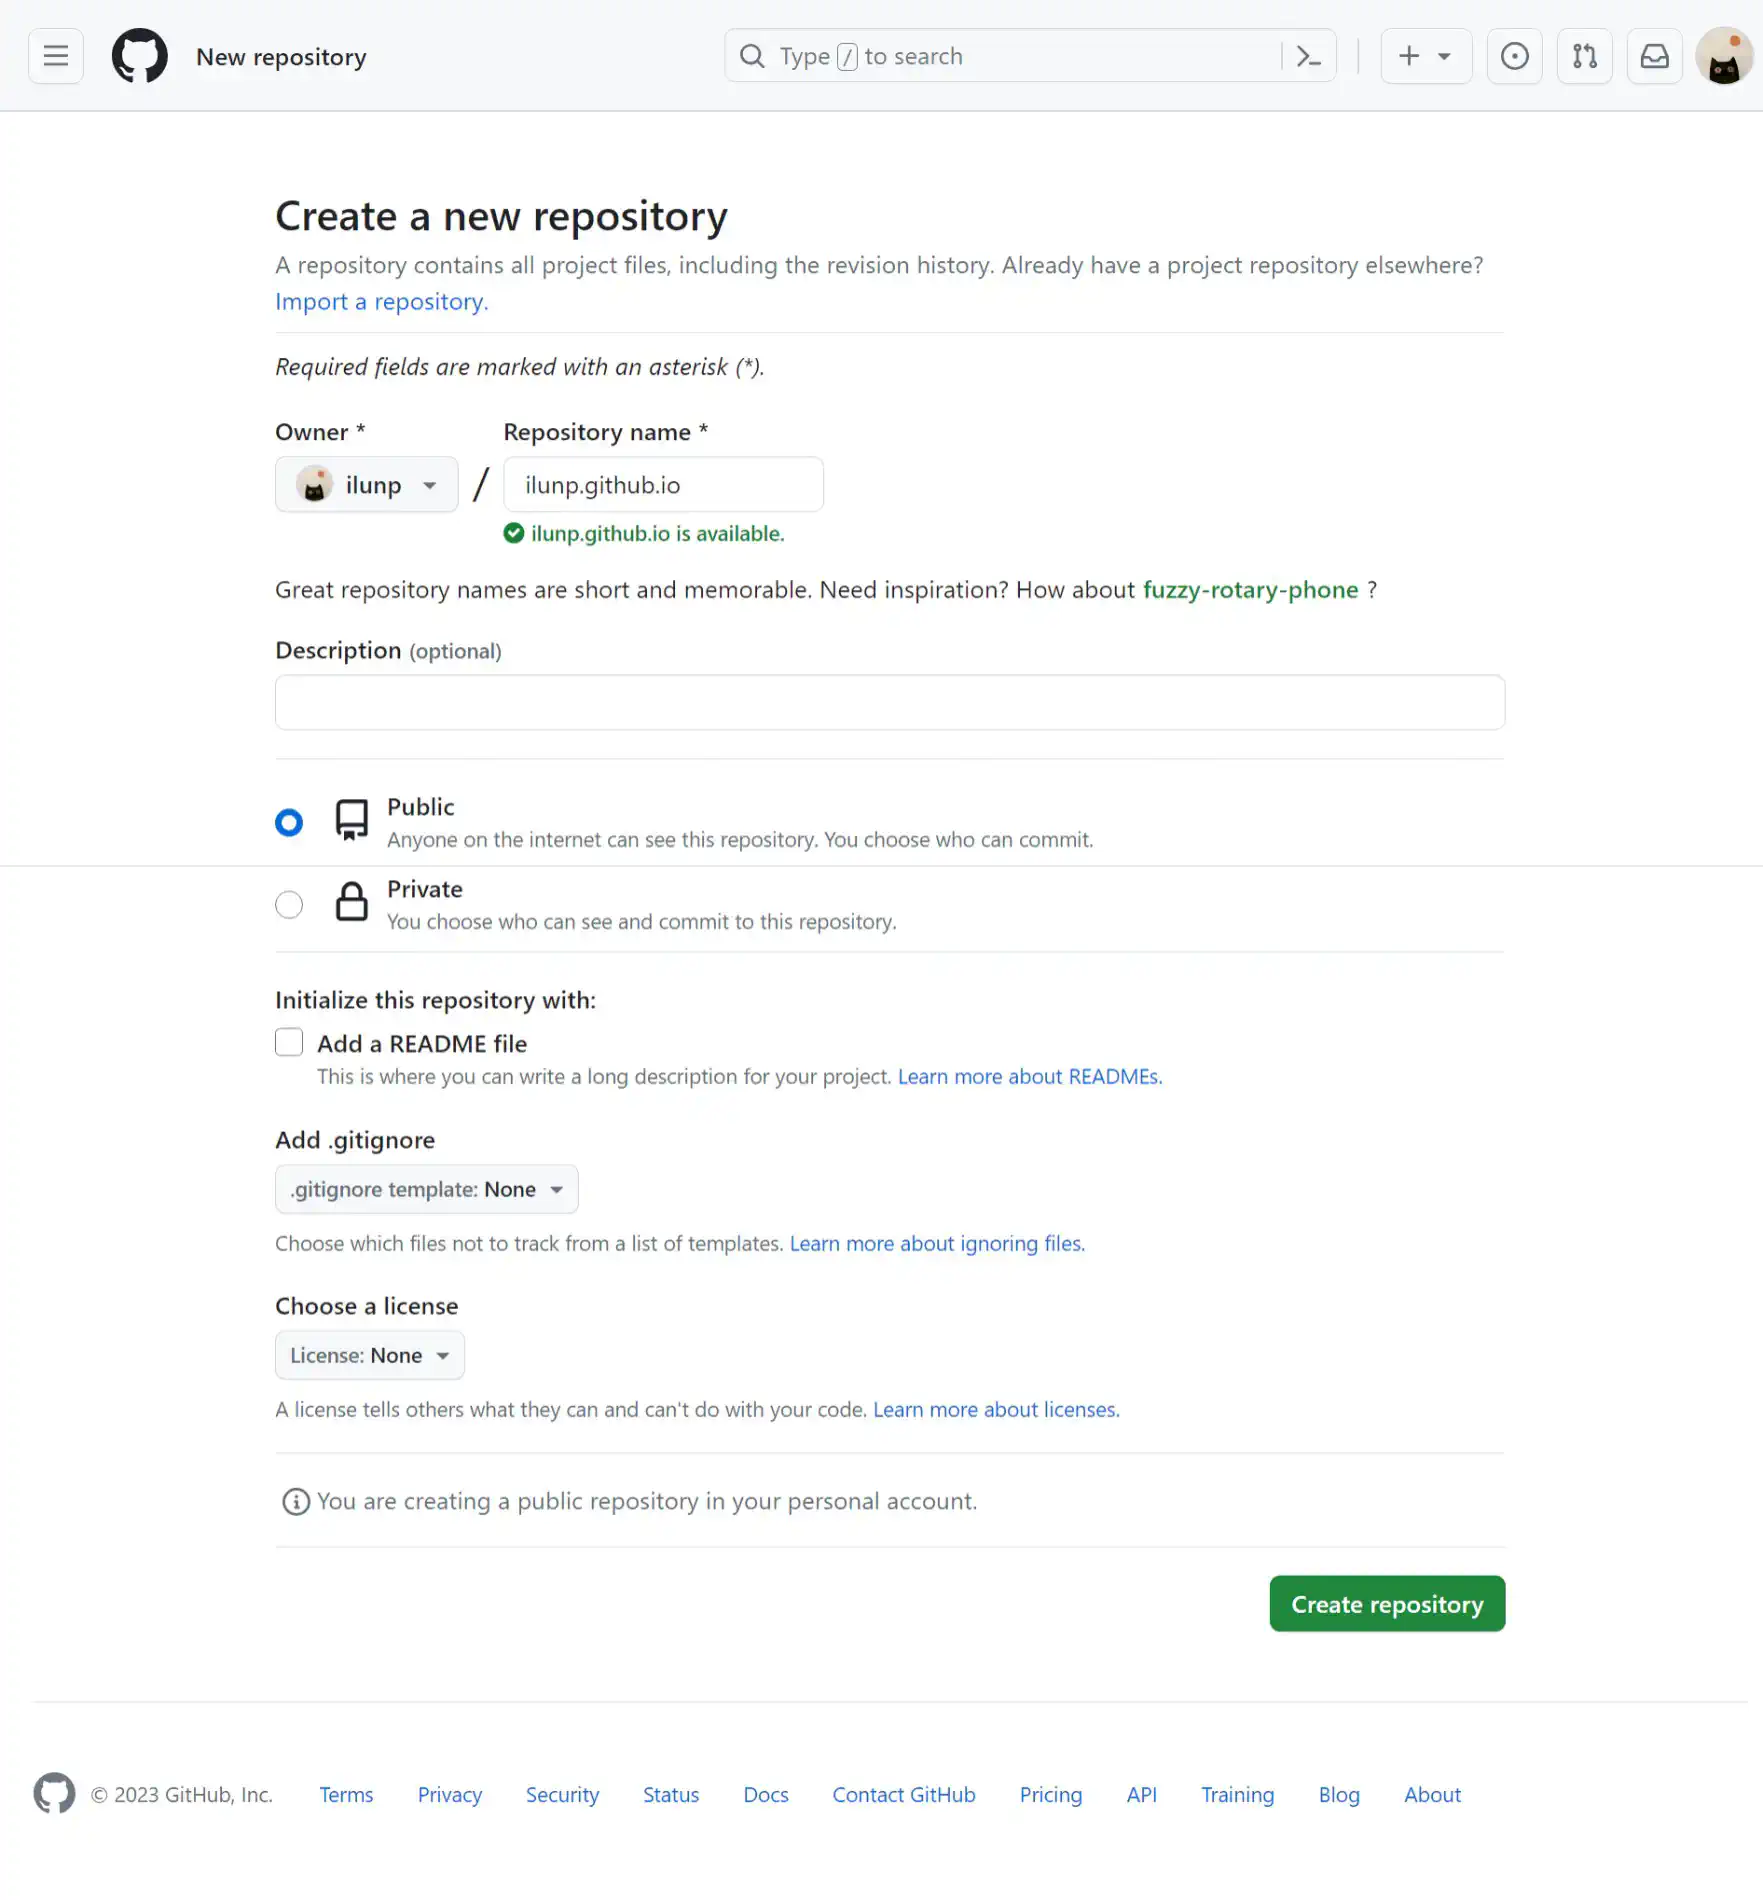 New repository
Type / to search
Create a new repository
A repository contains all project files, including the revision history. Already have a project repository elsewhere?
Import a repository.
Required fields are marked with an asterisk (*).
Owner *
Repository name *
ilunp
/
ilunp.github.io
ilunp.github.io is available.
Great repository names are short and memorable. Need inspiration? How about fuzzy-rotary-phone ?
Description (optional)
Public
Anyone on the internet can see this repository. You choose who can commit.
Private
You choose who can see and commit to this repository.
Initialize this repository with:
Add a README file
This is where you can write a long description for your project. Learn more about READMEs.
Add .gitignore
.gitignore template: None
Choose which files not to track from a list of templates. Learn more about ignoring files.
Choose a license
License: None
A license tells others what they can and can't do with your code. Learn more about licenses.
You are creating a public repository in your personal account.
Create repository
© 2023 GitHub, Inc. Terms Privacy Security Status Docs Contact GitHub Pricing API Training Blog About